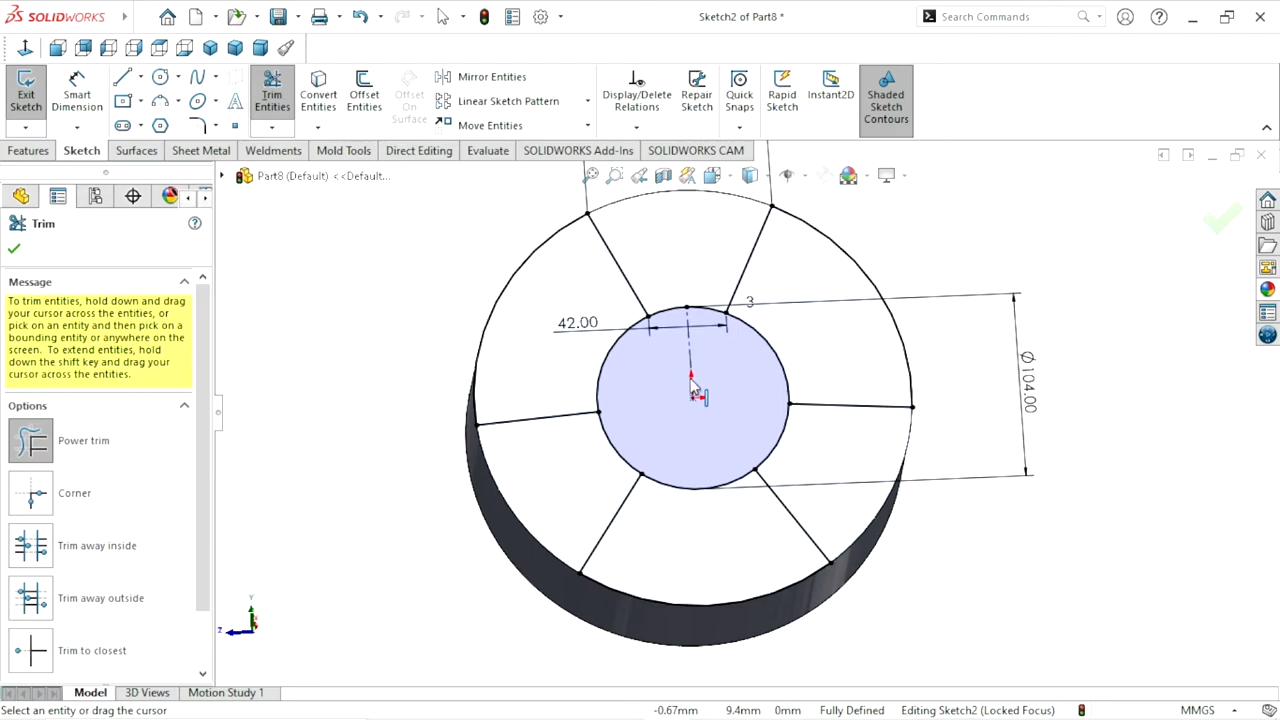 SOLIDWORKS
Sketch2 of Part8 *
Search Commands
Exit Sketch
Smart Dimension
Trim Entities
Convert Entities
Offset Entities
Offset On Surface
Mirror Entities
Linear Sketch Pattern
Move Entities
Display/Delete Relations
Repair Sketch
Quick Snaps
Rapid Sketch
Instant2D
Shaded Sketch Contours
Features
Sketch
Surfaces
Sheet Metal
Weldments
Mold Tools
Direct Editing
Evaluate
SOLIDWORKS Add-Ins
SOLIDWORKS CAM
Part8 (Default) <<Default...
Trim
Message
To trim entities, hold down and drag
your cursor across the entities, or
pick on an entity and then pick on a
bounding entity or anywhere on the
screen. To extend entities, hold
down the shift key and drag your
cursor across the entities.
Options
Power trim
Corner
Trim away inside
Trim away outside
Trim to closest
3
42.00
Ø 104.00
Y
Z
Model
3D Views
Motion Study 1
Select an entity or drag the cursor
-0.67mm
9.4mm
0mm
Fully Defined
Editing Sketch2 (Locked Focus)
MMGS